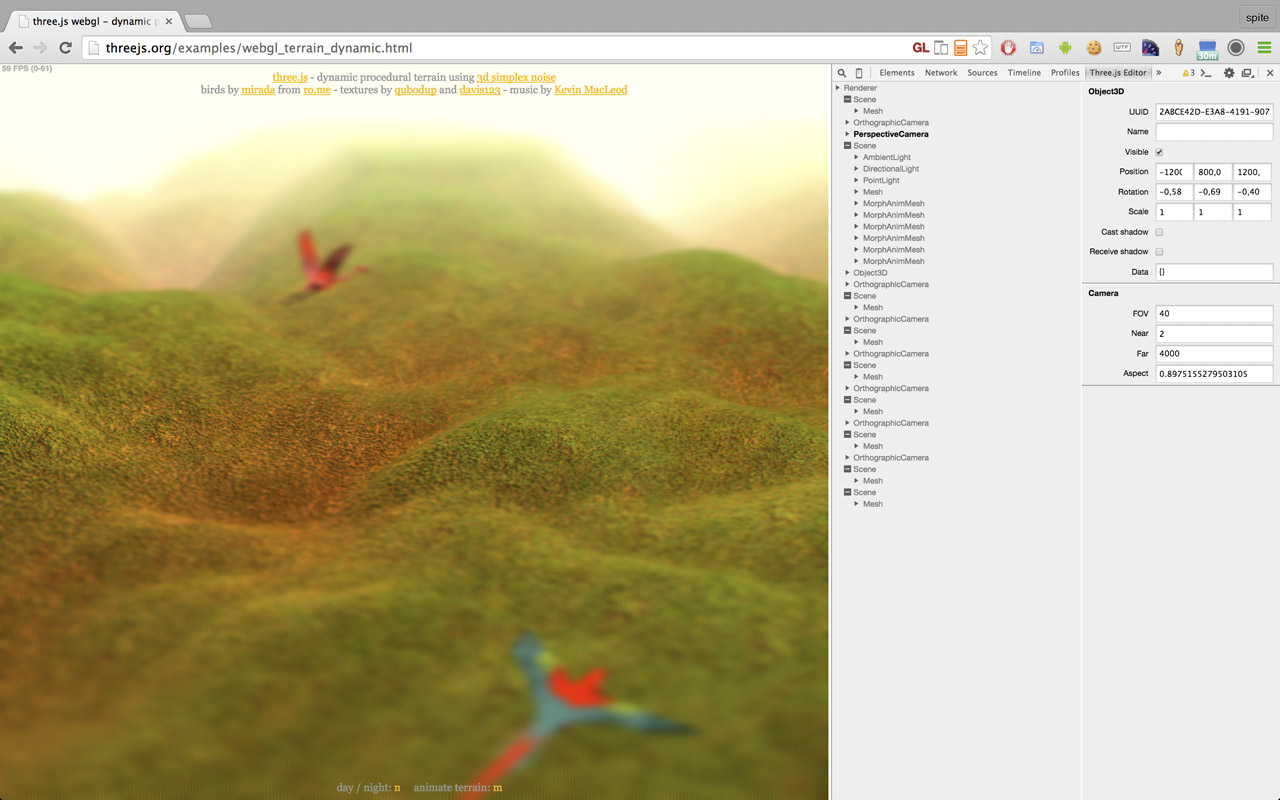 three.js webgl - dynamic p
spite
threejs.org/examples/webgl_terrain_dynamic.html
GL
WTF
30m
59 FPS (0-61)
three.js - dynamic procedural terrain using 3d simplex noise
birds by mirada from ro.me - textures by qubodup and davis123 - music by Kevin MacLeod
day / night: n animate terrain: m
Elements Network Sources Timeline Profiles Three.js Editor » 3
Renderer
Scene
Mesh
OrthographicCamera
PerspectiveCamera
Scene
AmbientLight
DirectionalLight
PointLight
Mesh
MorphAnimMesh
MorphAnimMesh
MorphAnimMesh
MorphAnimMesh
MorphAnimMesh
MorphAnimMesh
Object3D
OrthographicCamera
Scene
Mesh
OrthographicCamera
Scene
Mesh
OrthographicCamera
Scene
Mesh
OrthographicCamera
Scene
Mesh
OrthographicCamera
Scene
Mesh
OrthographicCamera
Scene
Mesh
Scene
Mesh
Object3D
UUID 2ABCE42D-E3A8-4191-907
Name
Visible
Position -1200 800,0 1200,
Rotation -0,58 -0,69 -0,40
Scale 1 1 1
Cast shadow
Receive shadow
Data {}
Camera
FOV 40
Near 2
Far 4000
Aspect 0.8975155279503105